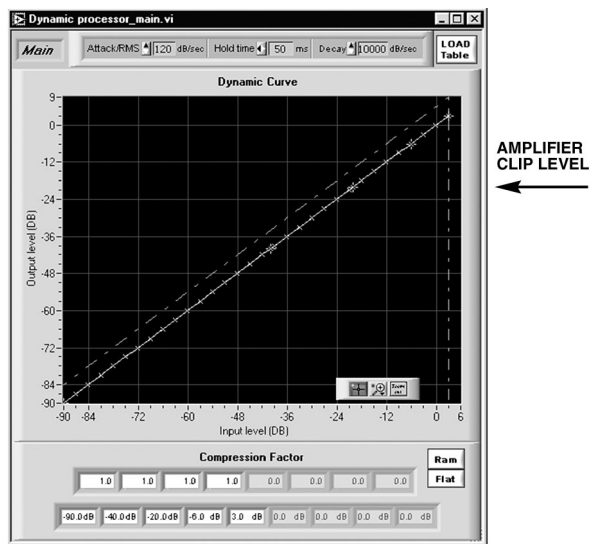 Dynamic processor_main.vi
Main
Attack/RMS 120 dB/sec Hold time 50 ms Decay 10000 dB/sec
LOAD
Table
Dynamic Curve
9
0
-12
-24
-36
-48
-60
-72
-84
-90
Output level (DB)
-90 -84 -72 -60 -48 -36 -24 -12 0 6
Input level (DB)
Zoom
out
AMPLIFIER
CLIP LEVEL
Compression Factor
Ram
Flat
1.0 1.0 1.0 1.0 0.0 0.0 0.0 0.0
-90.0dB -40.0dB -20.0dB -6.0 dB 3.0 dB 0.0 dB 0.0 dB 0.0 dB 0.0 dB